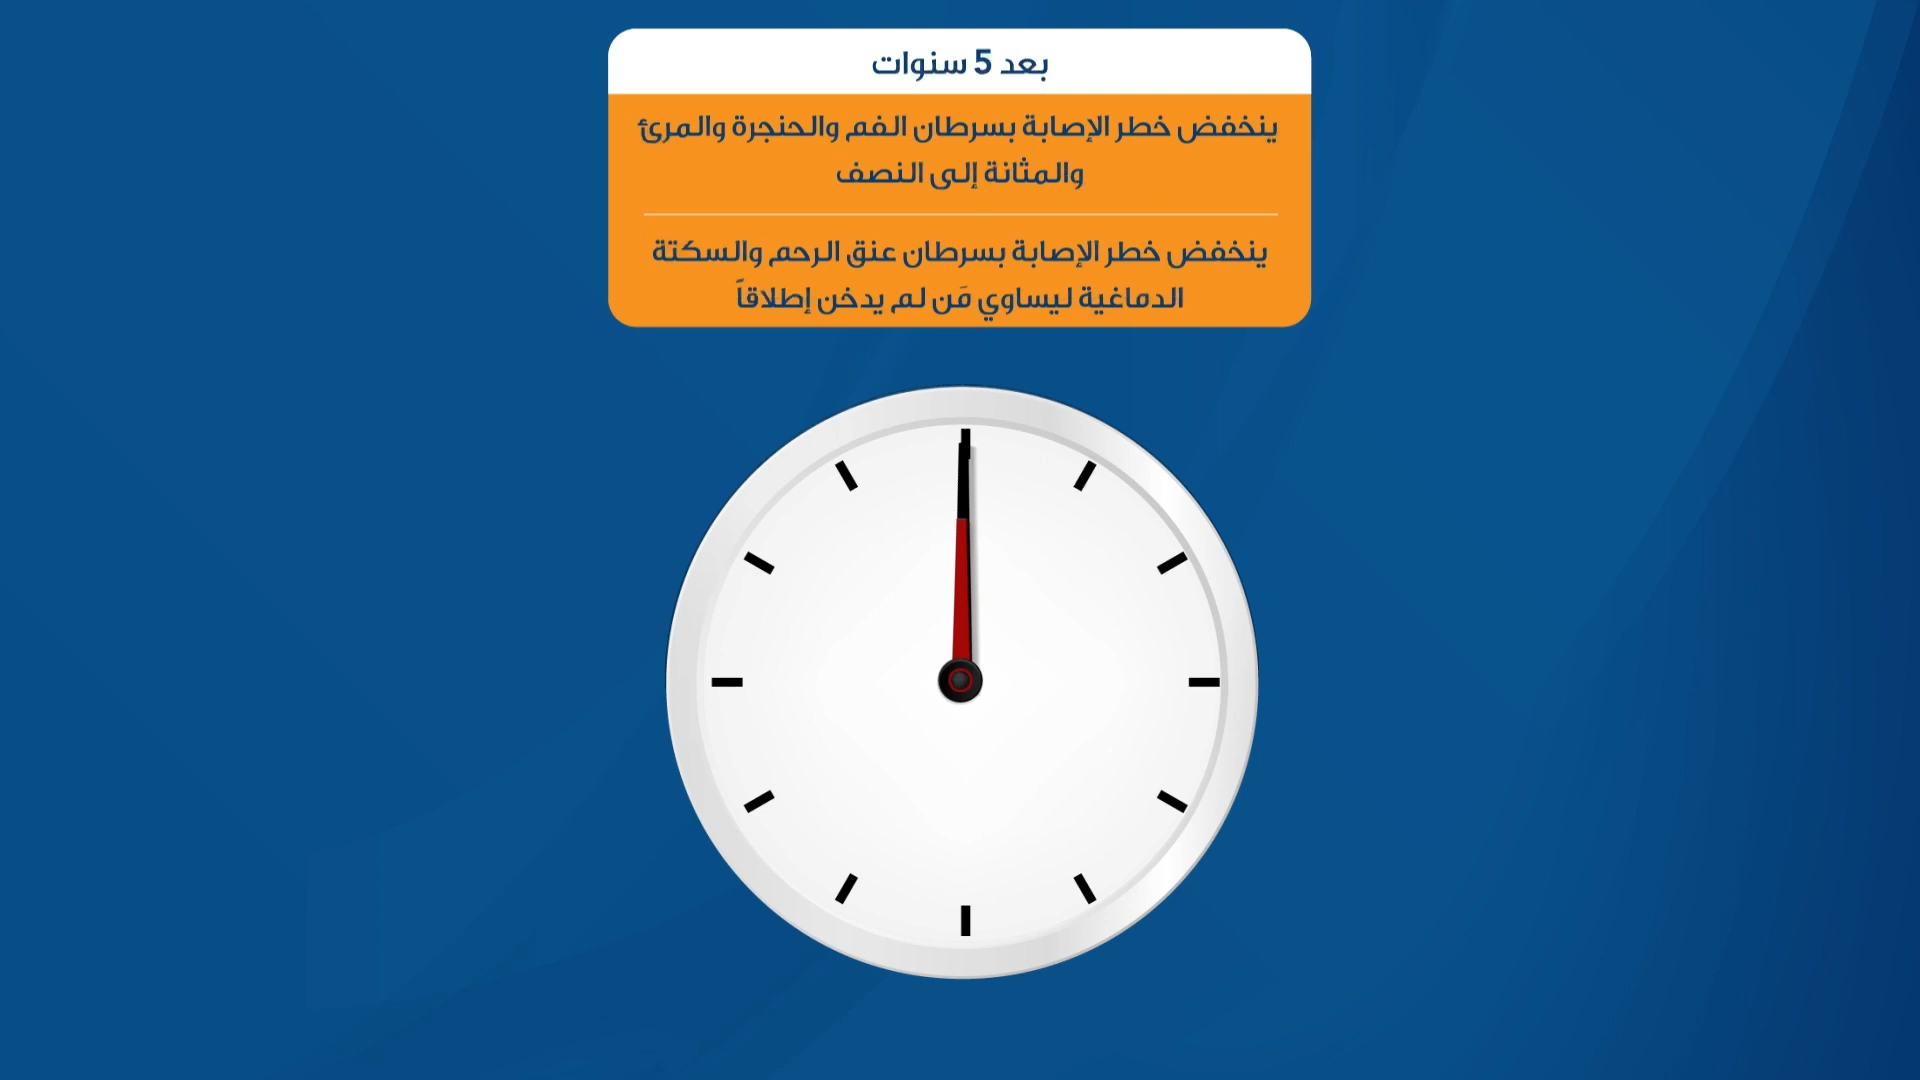 بعد 5 سنوات
ينخفض خطر الإصابة بسرطان الفم والحنجرة والمرئ
والمثانة إلى النصف
ينخفض خطر الإصابة بسرطان عنق الرحم والسكتة
الدماغية ليساوي مَن لم يدخن إطلاقاً